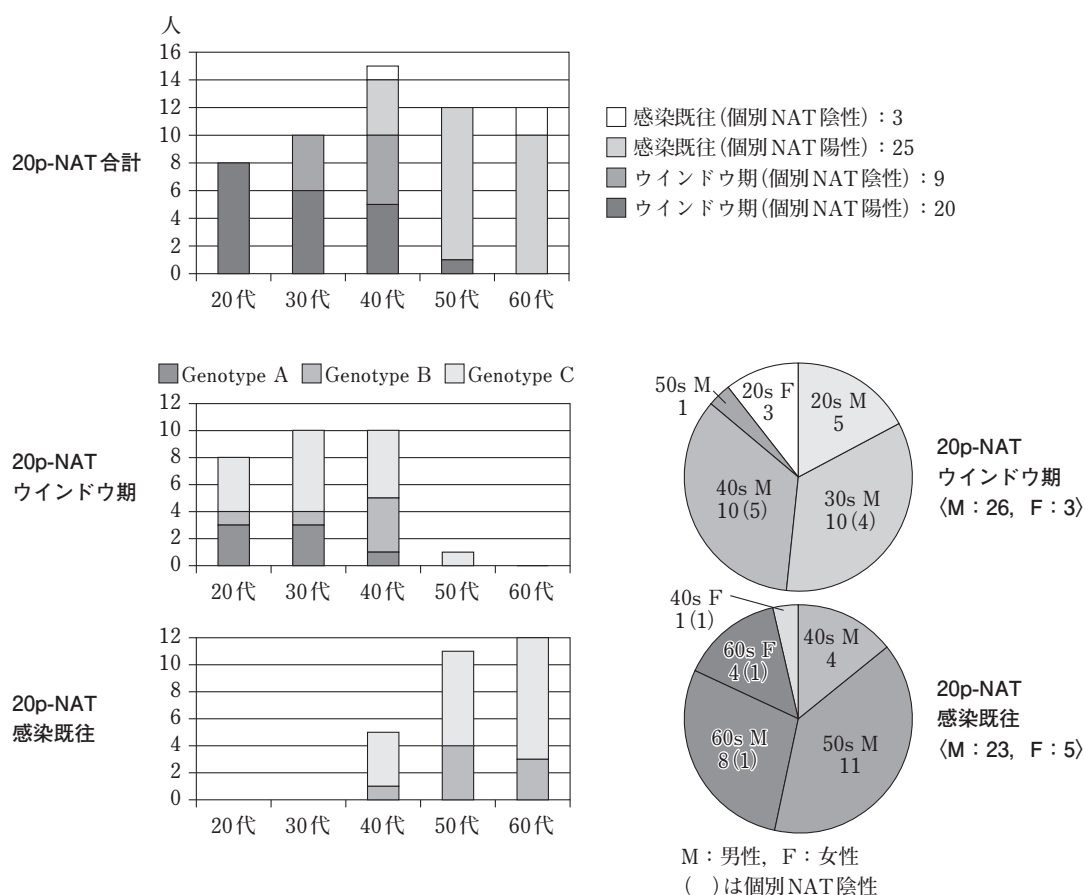 人
16
14
12
10
8
6
4
2
0
20p-NAT合計
20代 30代 40代 50代 60代
感染既往(個別NAT陰性):3
感染既往(個別NAT陽性):25
ウインドウ期(個別NAT陰性):9
ウインドウ期(個別NAT陽性):20
Genotype A Genotype B Genotype C
12
10
8
6
4
2
0
20p-NAT
ウインドウ期
20代 30代 40代 50代 60代
50s M
1
20s F
3
20s M
5
40s M
10(5)
30s M
10(4)
20p-NAT
ウインドウ期
〈M:26, F:3〉
12
10
8
6
4
2
0
20p-NAT
感染既往
20代 30代 40代 50代 60代
40s F
1(1)
40s M
4
60s F
4(1)
60s M
8(1)
50s M
11
20p-NAT
感染既往
〈M:23, F:5〉
M:男性, F:女性
( )は個別NAT陰性